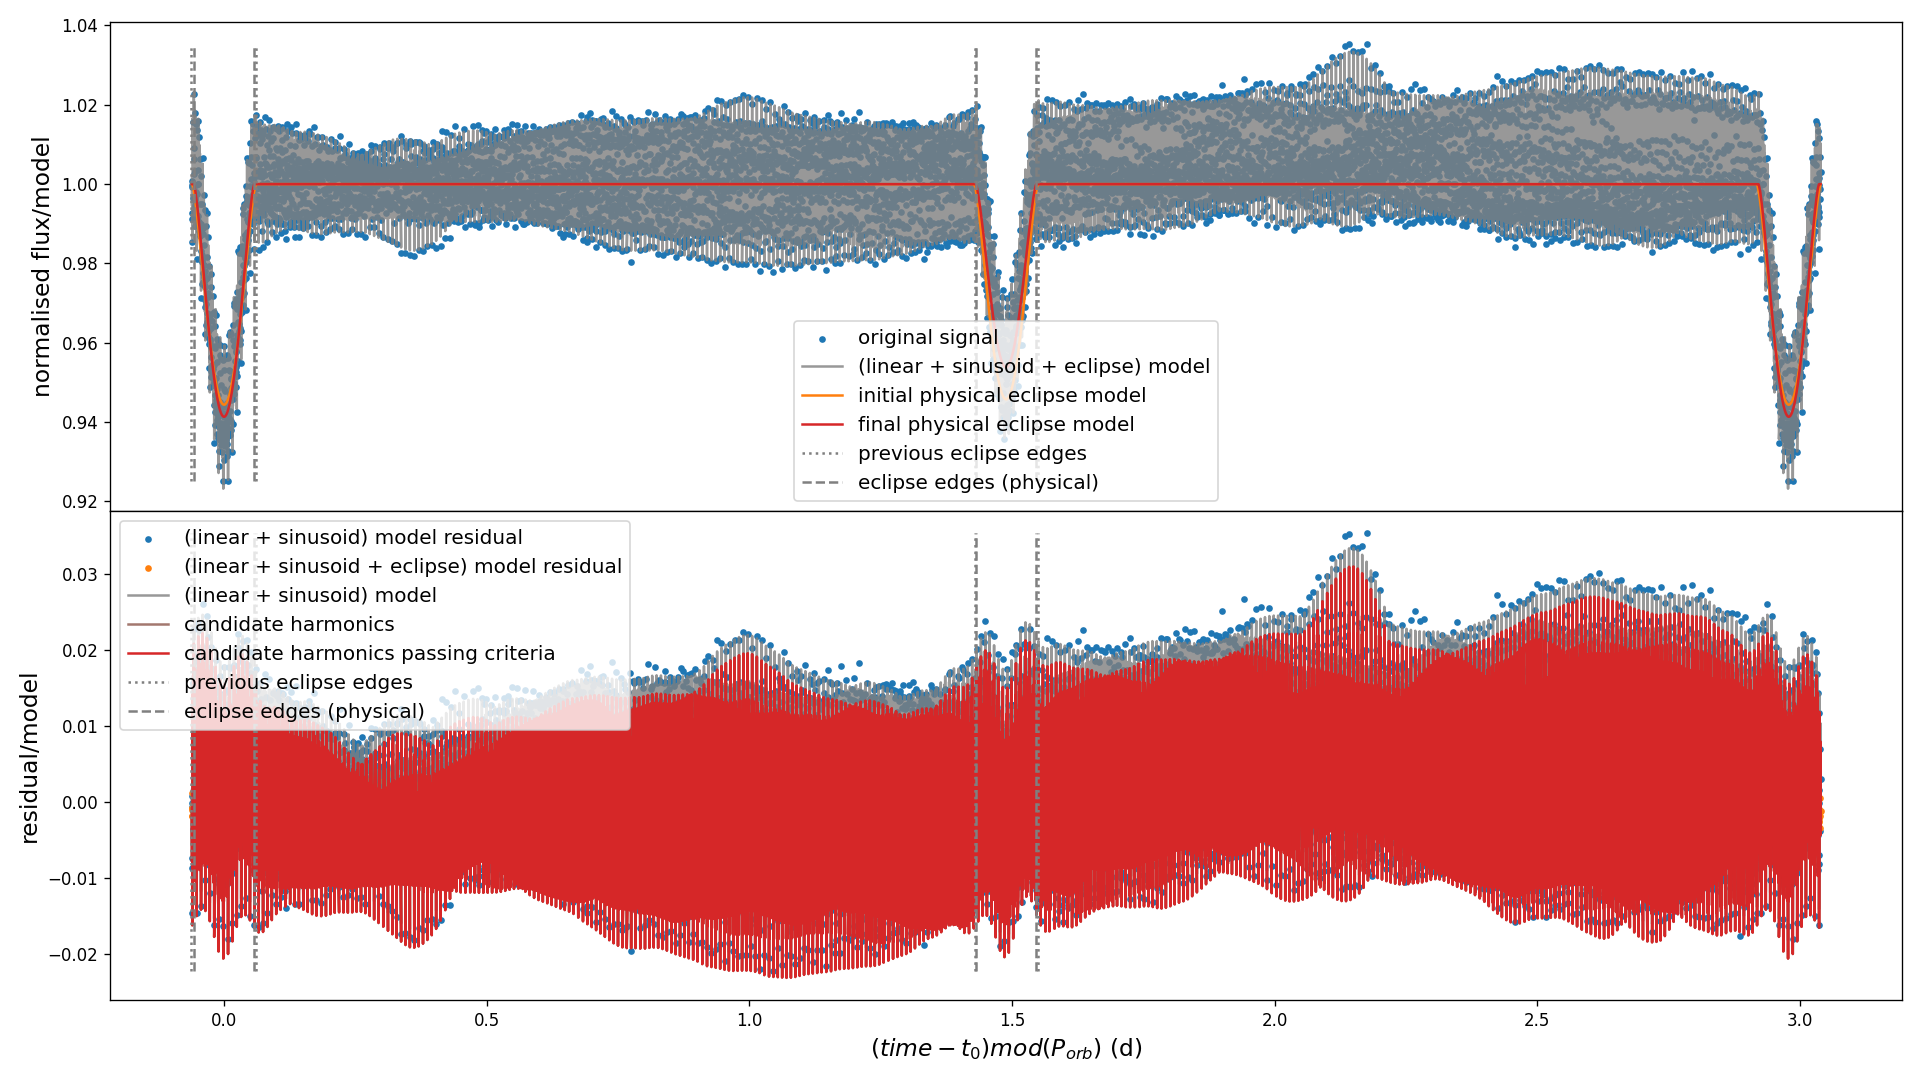 normalised flux/model
1.04
1.02
1.00
0.98
0.96
0.94
0.92
original signal
(linear + sinusoid + eclipse) model
initial physical eclipse model
final physical eclipse model
previous eclipse edges
eclipse edges (physical)
residual/model
0.03
0.02
0.01
0.00
−0.01
−0.02
(linear + sinusoid) model residual
(linear + sinusoid + eclipse) model residual
(linear + sinusoid) model
candidate harmonics
candidate harmonics passing criteria
previous eclipse edges
eclipse edges (physical)
0.0 0.5 1.0 1.5 2.0 2.5 3.0
(time − t₀)mod(P_orb) (d)